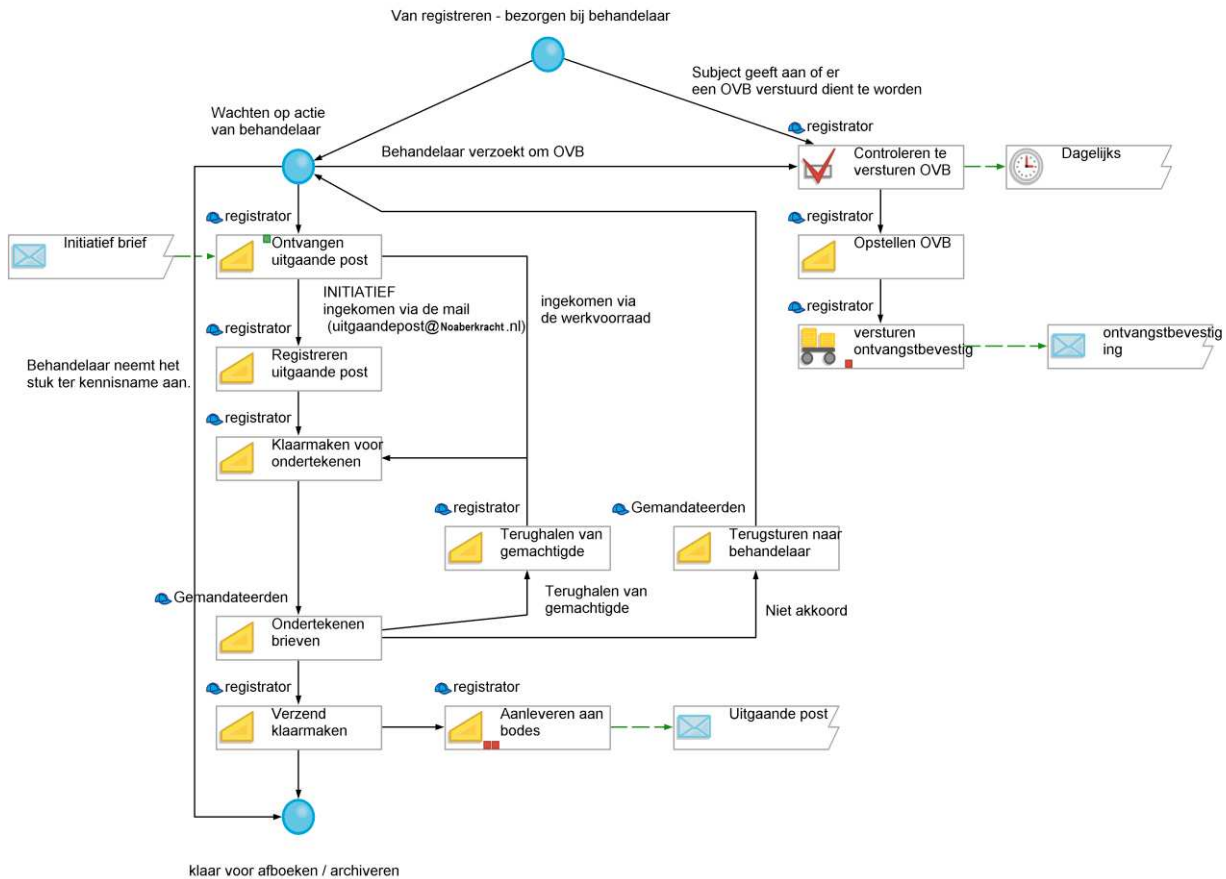 Van registreren - bezorgen bij behandelaar
Subject geeft aan of er
een OVB verstuurd dient te worden
Wachten op actie
van behandelaar
registrator
Behandelaar verzoekt om OVB
Controleren te
versturen OVB
Dagelijks
registrator
Initiatief brief
Ontvangen
uitgaande post
Opstellen OVB
INITIATIEF
ingekomen via de mail
(uitgaandepost@Noaberkracht.nl)
ingekomen via
de werkvoorraad
registrator
registrator
versturen
ontvangstbevestig
ontvangstbevestig
ing
Behandelaar neemt het
stuk ter kennisname aan.
Registreren
uitgaande post
registrator
Klaarmaken voor
ondertekenen
registrator
Gemandateerden
Terughalen van
gemachtigde
Terugsturen naar
behandelaar
Terughalen van
gemachtigde
Niet akkoord
Gemandateerden
Ondertekenen
brieven
registrator
registrator
Verzend
klaarmaken
Aanleveren aan
bodes
Uitgaande post
klaar voor afboeken / archiveren